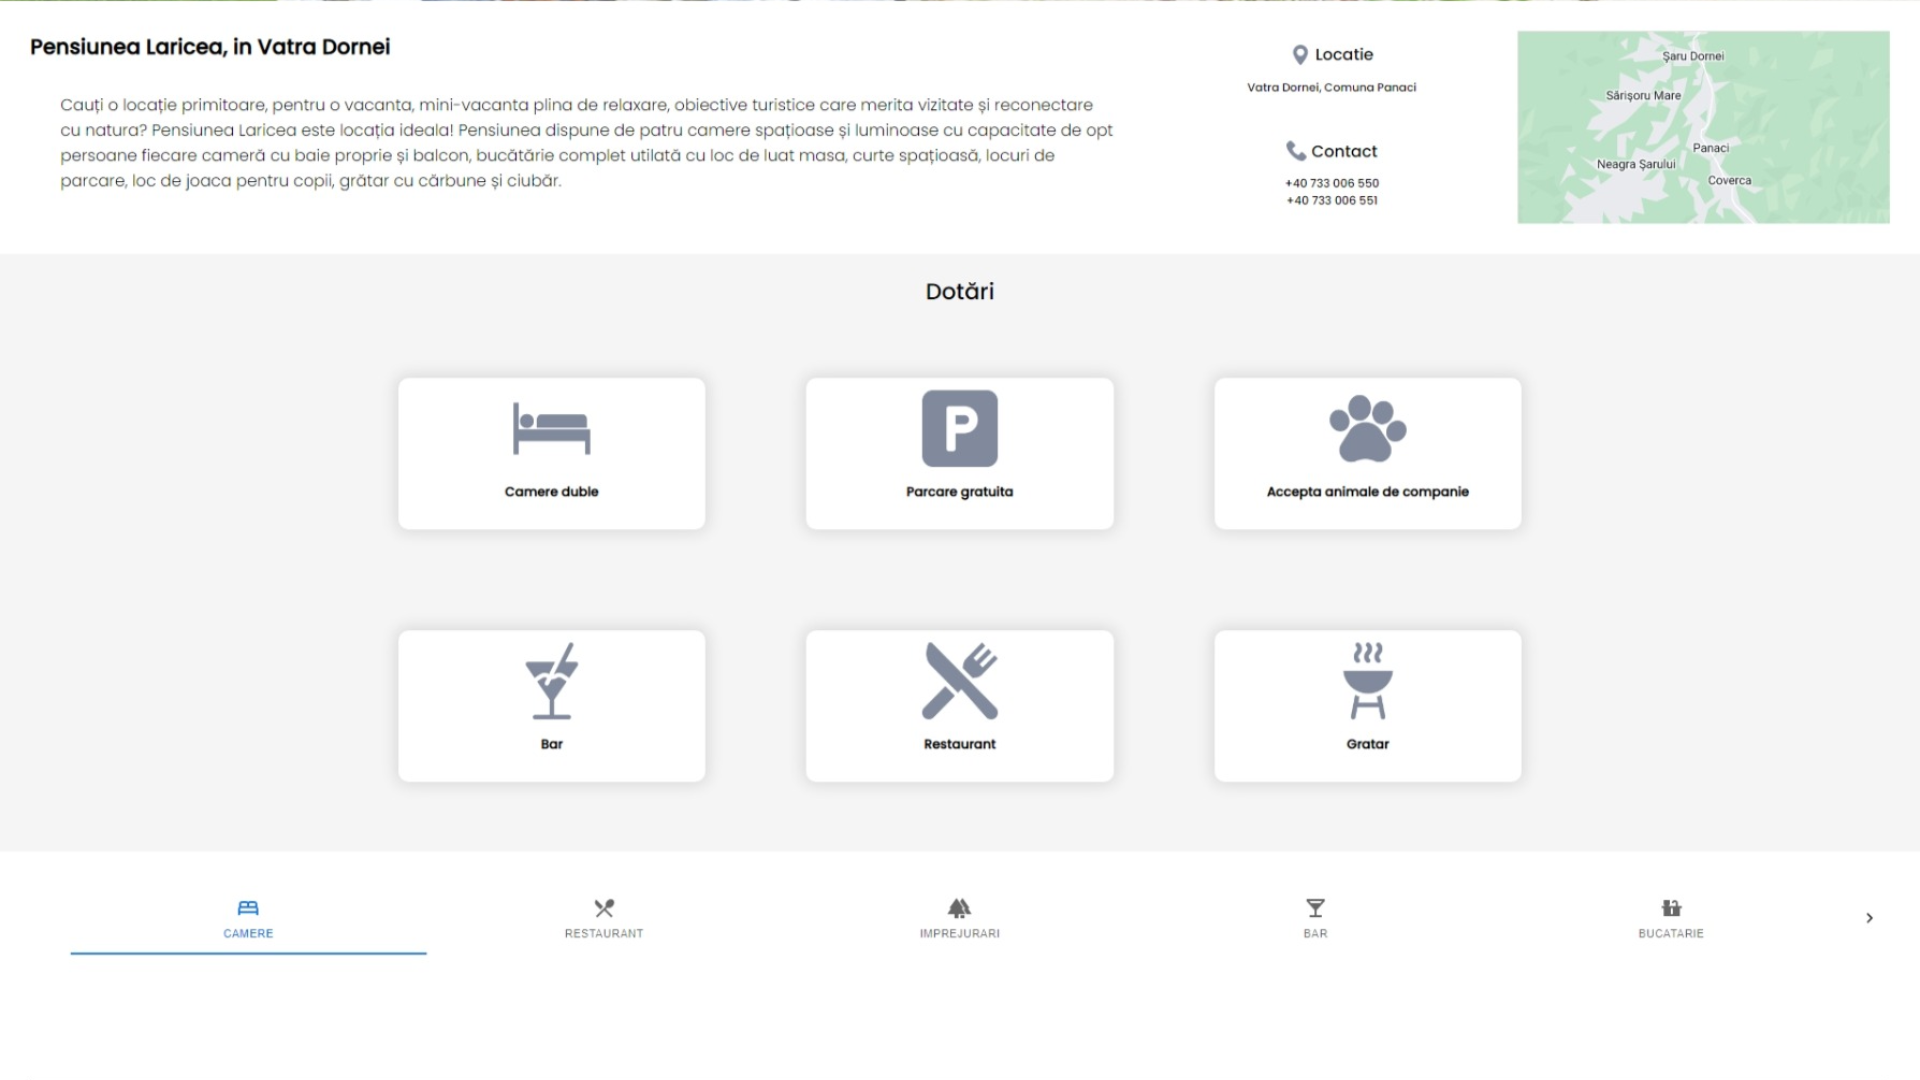 Pensiunea Laricea, in Vatra Dornei
Cauți o locație primitoare, pentru o vacanta, mini-vacanta plina de relaxare, obiective turistice care merita vizitate și reconectare
cu natura? Pensiunea Laricea este locația ideala! Pensiunea dispune de patru camere spațioase și luminoase cu capacitate de opt
persoane fiecare cameră cu baie proprie și balcon, bucătărie complet utilată cu loc de luat masa, curte spațioasă, locuri de
parcare, loc de joaca pentru copii, grătar cu cărbune și ciubăr.
Locatie
Vatra Dornei, Comuna Panaci
Contact
+40 733 006 550
+40 733 006 551
Șaru Dornei
Sărișoru Mare
Panaci
Neagra Șarului
Coverca
Dotări
Camere duble
Parcare gratuita
Accepta animale de companie
Bar
Restaurant
Gratar
CAMERE
RESTAURANT
IMPREJURARI
BAR
BUCATARIE